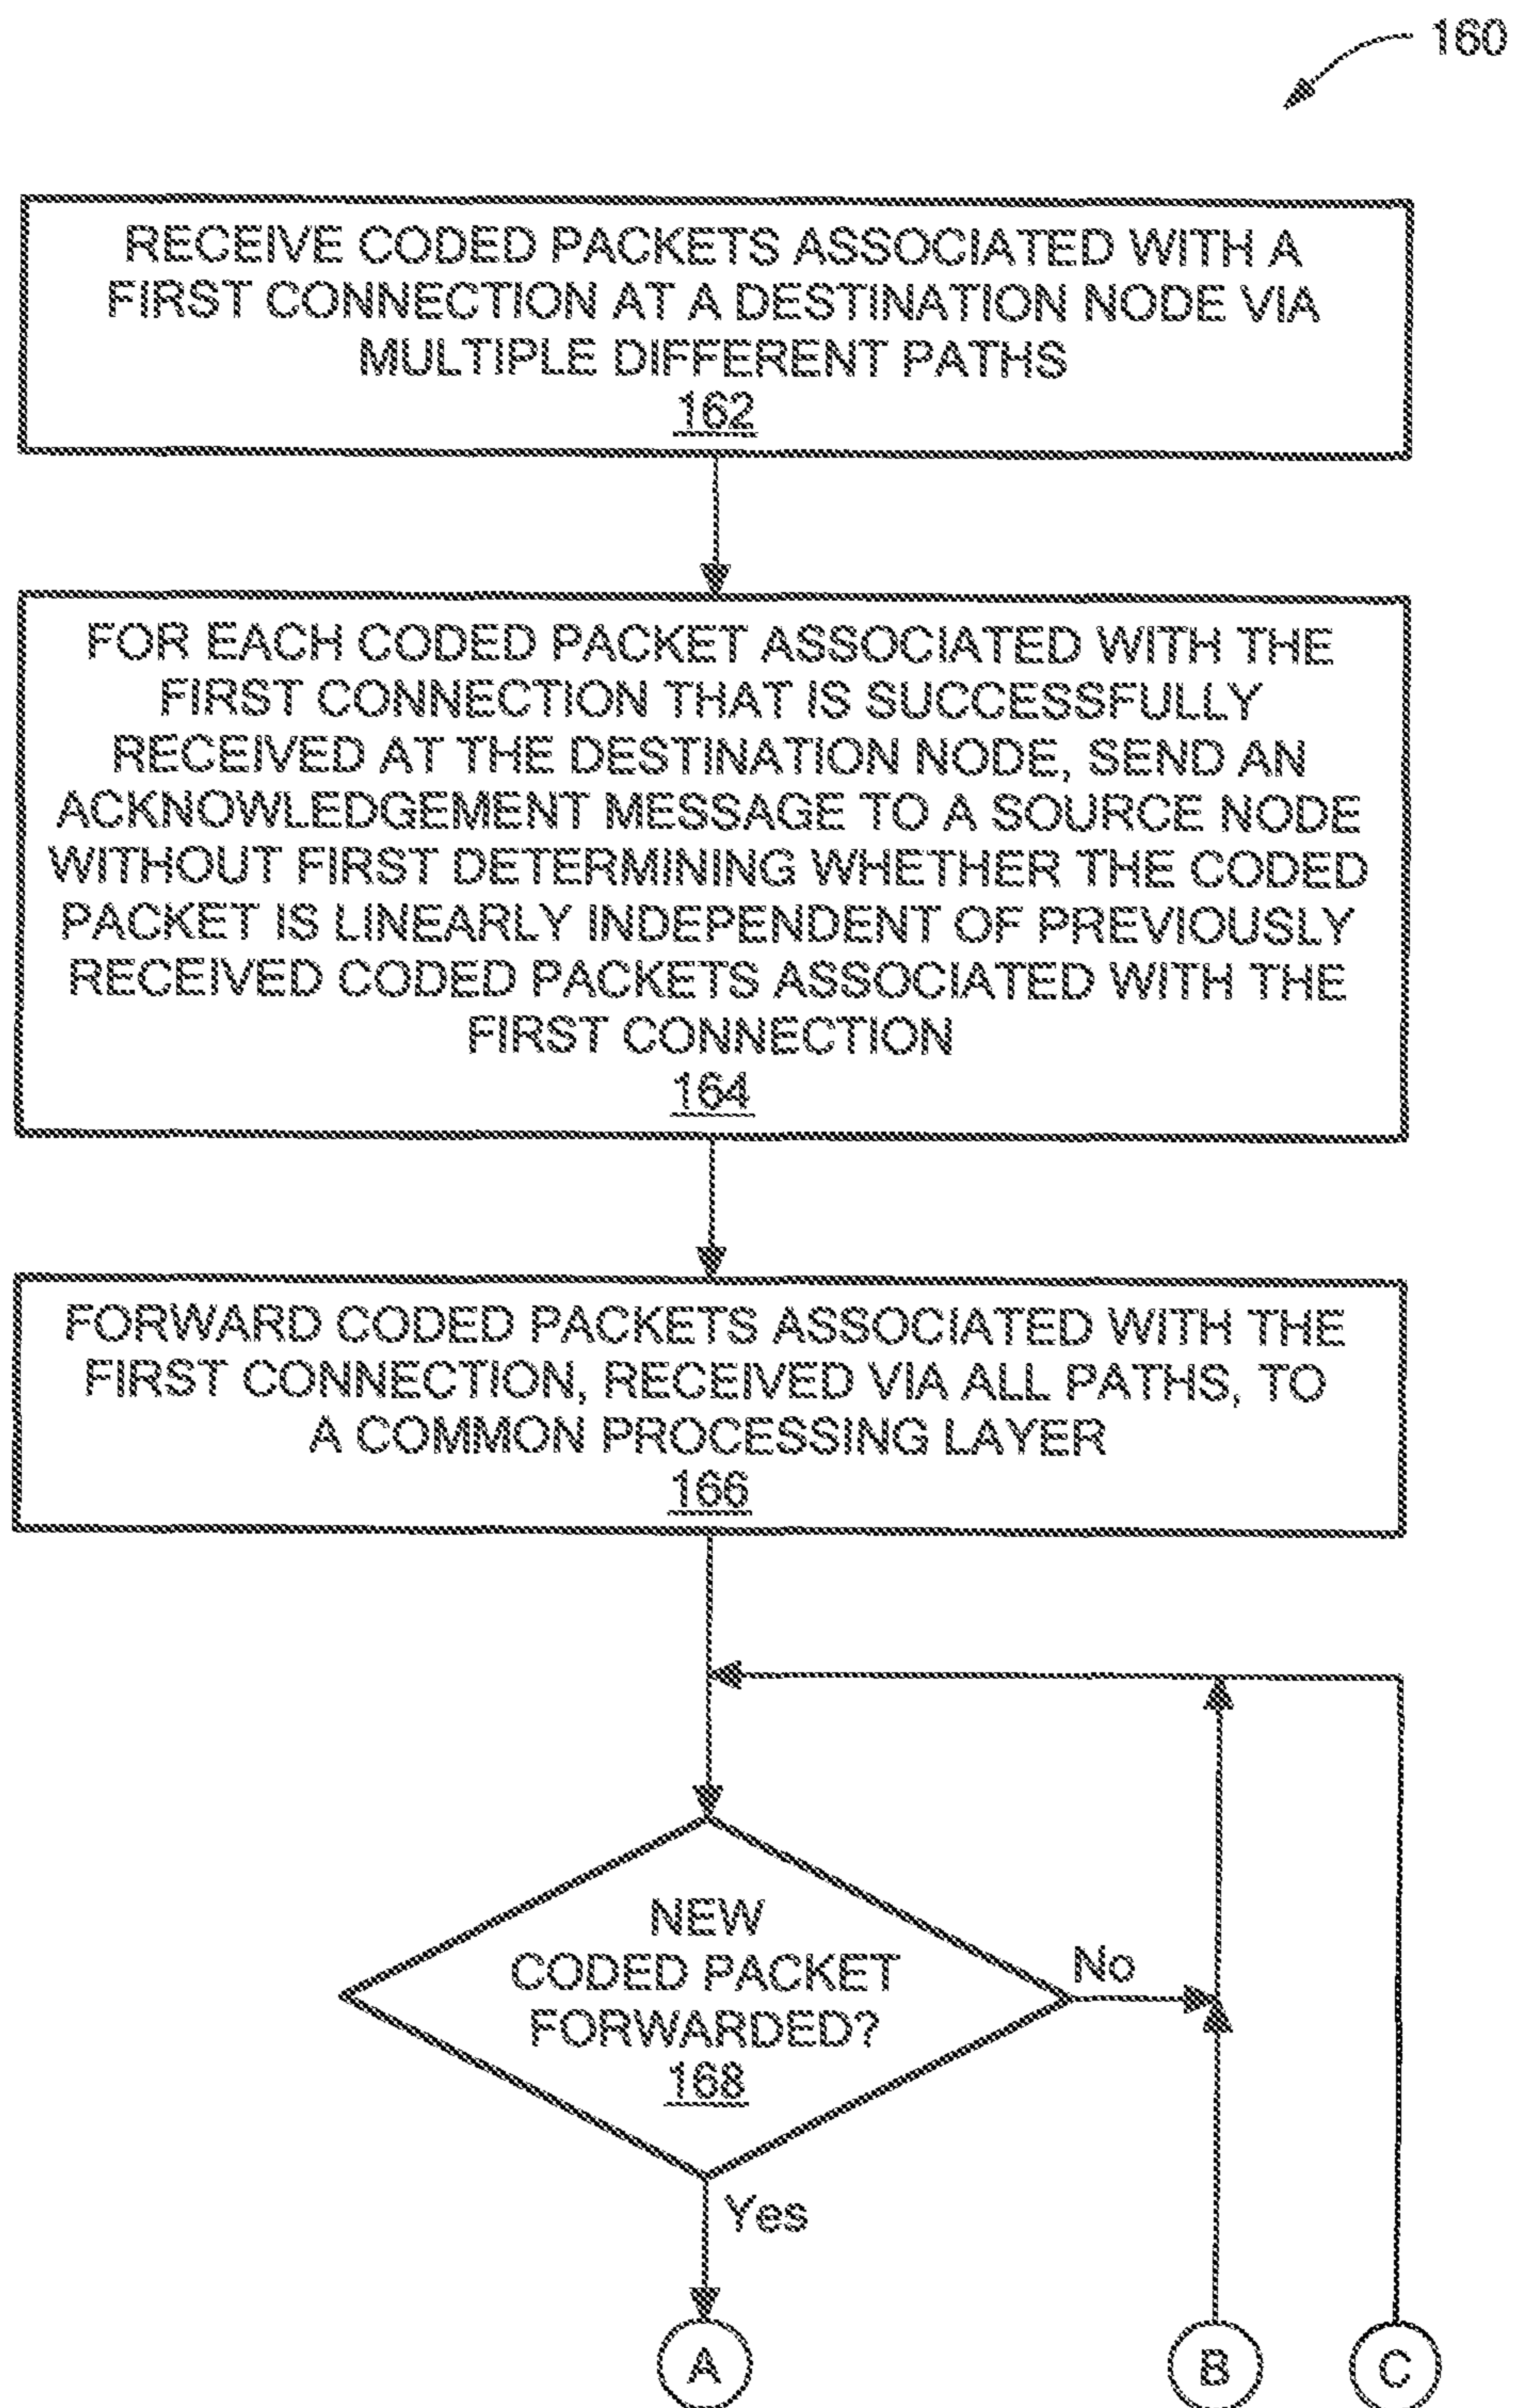 160
RECEIVE CODED PACKETS ASSOCIATED WITH A
FIRST CONNECTION AT A DESTINATION NODE VIA
MULTIPLE DIFFERENT PATHS
162
FOR EACH CODED PACKET ASSOCIATED WITH THE
FIRST CONNECTION THAT IS SUCCESSFULLY
RECEIVED AT THE DESTINATION NODE, SEND AN
ACKNOWLEDGEMENT MESSAGE TO A SOURCE NODE
WITHOUT FIRST DETERMINING WHETHER THE CODED
PACKET IS LINEARLY INDEPENDENT OF PREVIOUSLY
RECEIVED CODED PACKETS ASSOCIATED WITH THE
FIRST CONNECTION
164
FORWARD CODED PACKETS ASSOCIATED WITH THE
FIRST CONNECTION, RECEIVED VIA ALL PATHS, TO
A COMMON PROCESSING LAYER
166
NEW
CODED PACKET
FORWARDED?
168
No
Yes
A
B
C